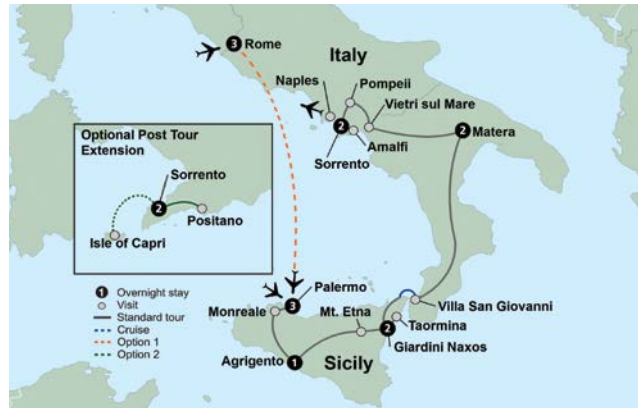 3 Rome
Italy
Naples
Pompeii
Vietri sul Mare
2
2 Matera
Sorrento
Amalfi
Optional Post Tour
Extension
Sorrento
2
Positano
Isle of Capri
1 Overnight stay
Visit
Standard tour
Cruise
Option 1
Option 2
Palermo
3
Monreale
Mt. Etna
Villa San Giovanni
Taormina
2
Giardini Naxos
Agrigento
1
Sicily